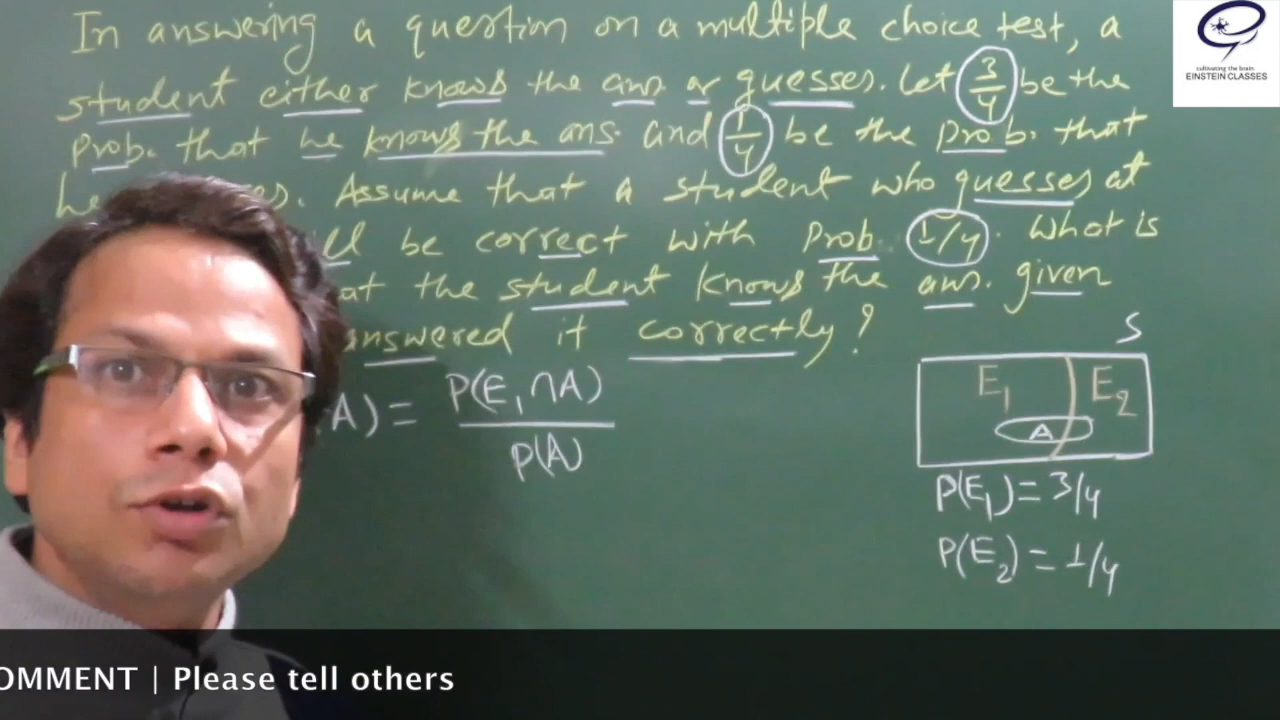 In answering a question on a multiple choice test, a
student either knows the ans. or guesses. Let 3/4 be the
prob. that he knows the ans. and 1/4 be the prob. that
he Assume that a student who guesses at
be correct with prob. 1/4. What is
at the student knows the ans. given
answered it correctly?
A) = P(E₁∩A) / P(A)
S
E₁ E₂
A
P(E₁) = 3/4
P(E₂) = 1/4
cultivating the brain
EINSTEIN CLASSES
OMMENT | Please tell others